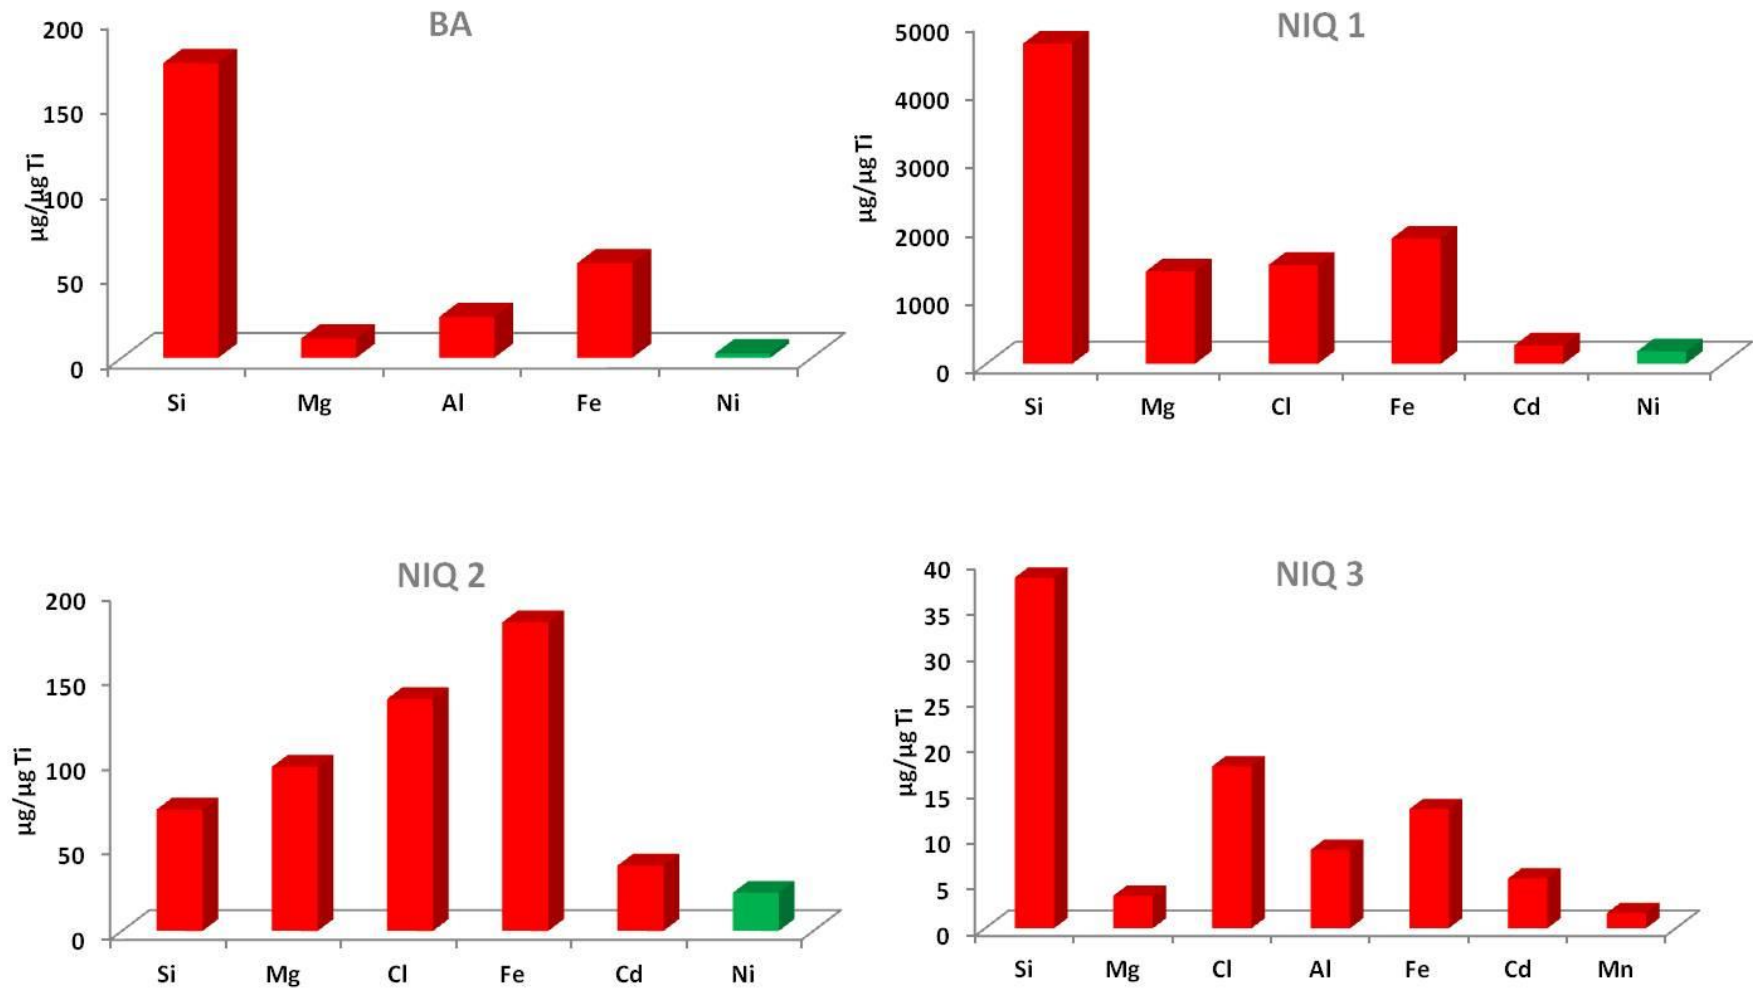 BA
200
150
100
50
0
µg/µg Ti
Si Mg Al Fe Ni
NIQ 1
5000
4000
3000
2000
1000
0
µg/µg Ti
Si Mg Cl Fe Cd Ni
NIQ 2
200
150
100
50
0
µg/µg Ti
Si Mg Cl Fe Cd Ni
NIQ 3
40
35
30
25
20
15
10
5
0
µg/µg Ti
Si Mg Cl Al Fe Cd Mn